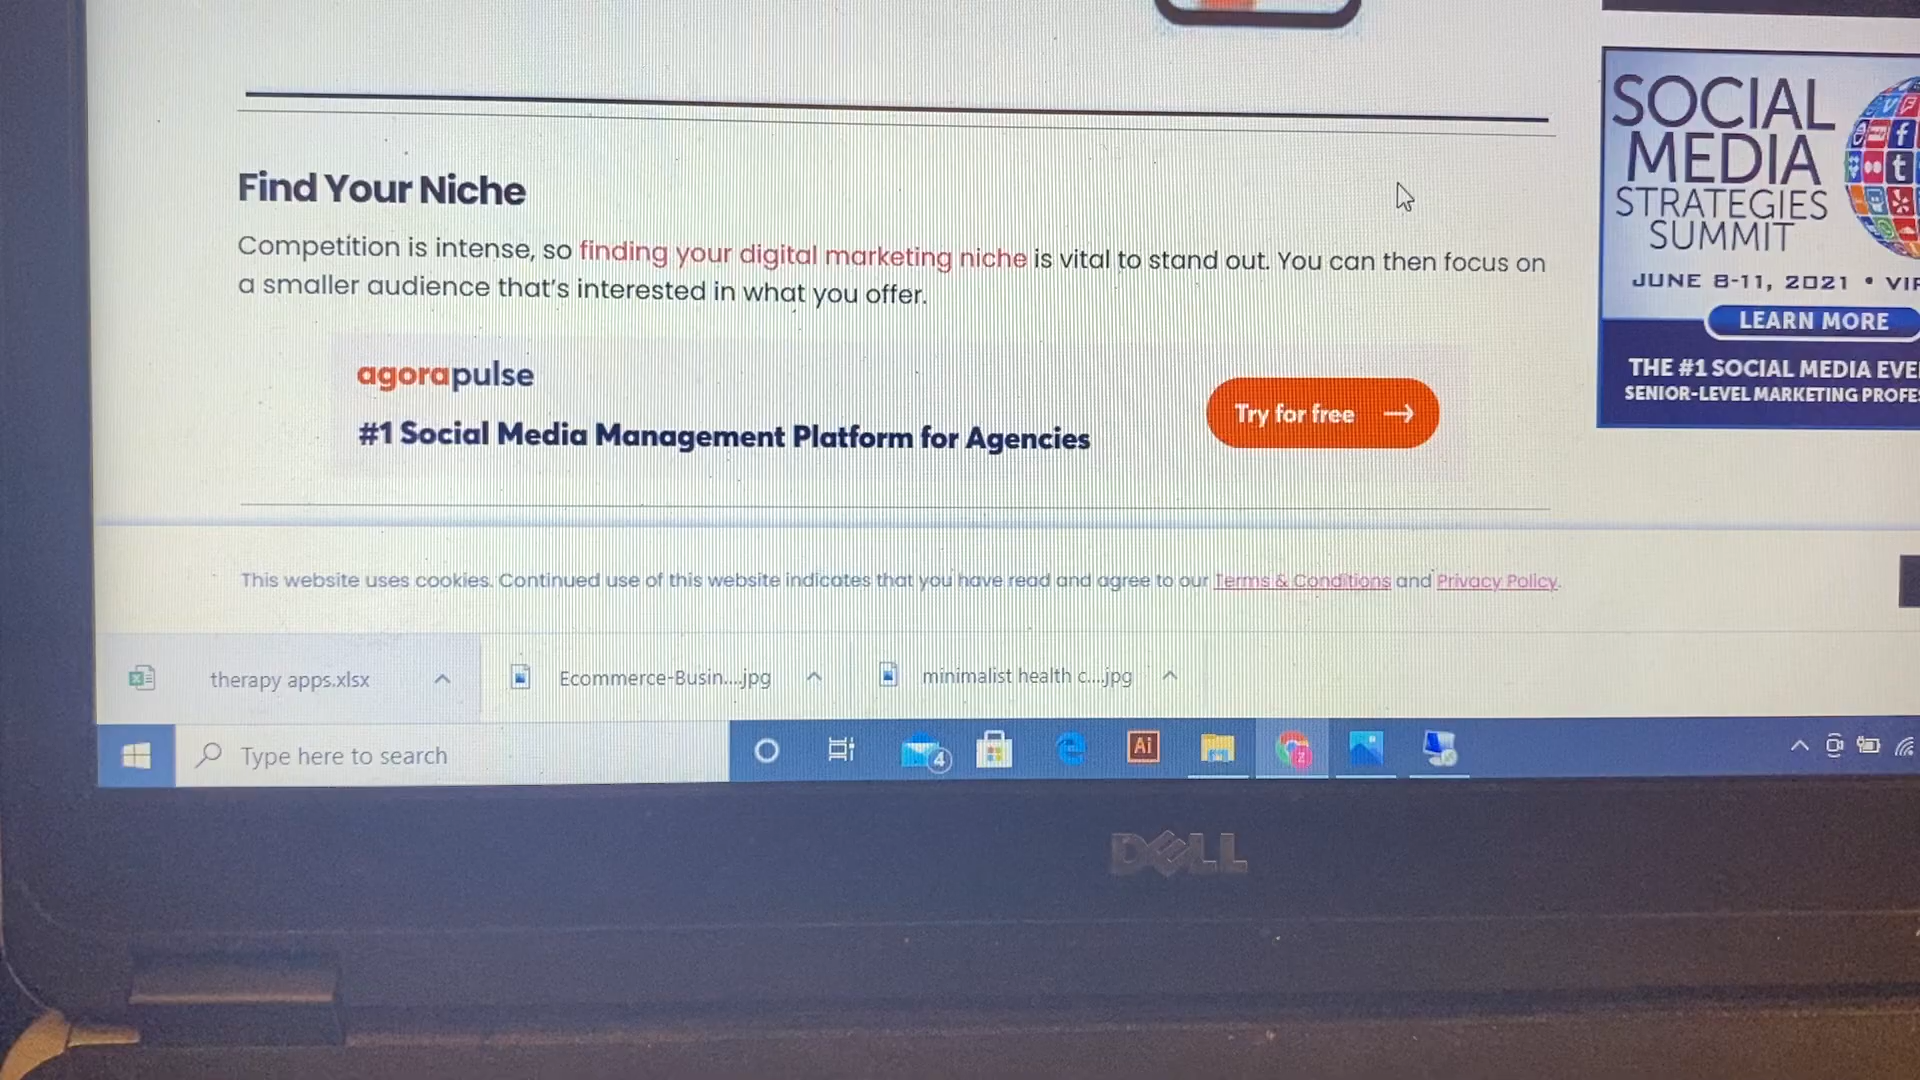 Find Your Niche
Competition is intense, so finding your digital marketing niche is vital to stand out. You can then focus on
a smaller audience that's interested in what you offer.
agorapulse
#1 Social Media Management Platform for Agencies
Try for free →
SOCIAL
MEDIA
STRATEGIES
SUMMIT
JUNE 8-11, 2021 •
LEARN MORE
THE #1 SOCIAL MEDIA
SENIOR-LEVEL MARKETING
This website uses cookies. Continued use of this website indicates that you have read and agree to our Terms & Conditions and Privacy Policy.
therapy apps.xlsx
Ecommerce-Busin....jpg
minimalist health c....jpg
Type here to search
4
Ai
z
DELL